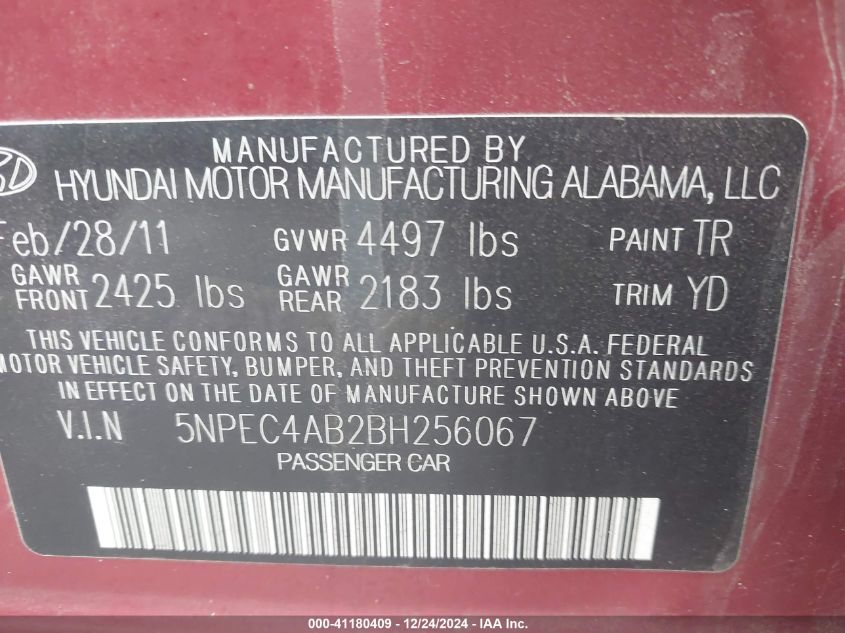 MANUFACTURED BY
HYUNDAI MOTOR MANUFACTURING ALABAMA, LLC
Feb/28/11 GVWR 4497 lbs PAINT TR
GAWR FRONT 2425 lbs GAWR REAR 2183 lbs TRIM YD
THIS VEHICLE CONFORMS TO ALL APPLICABLE U.S.A. FEDERAL
MOTOR VEHICLE SAFETY, BUMPER, AND THEFT PREVENTION STANDARDS
IN EFFECT ON THE DATE OF MANUFACTURE SHOWN ABOVE
V.I.N 5NPEC4AB2BH256067
PASSENGER CAR
000-41180409 - 12/24/2024 - IAA Inc.